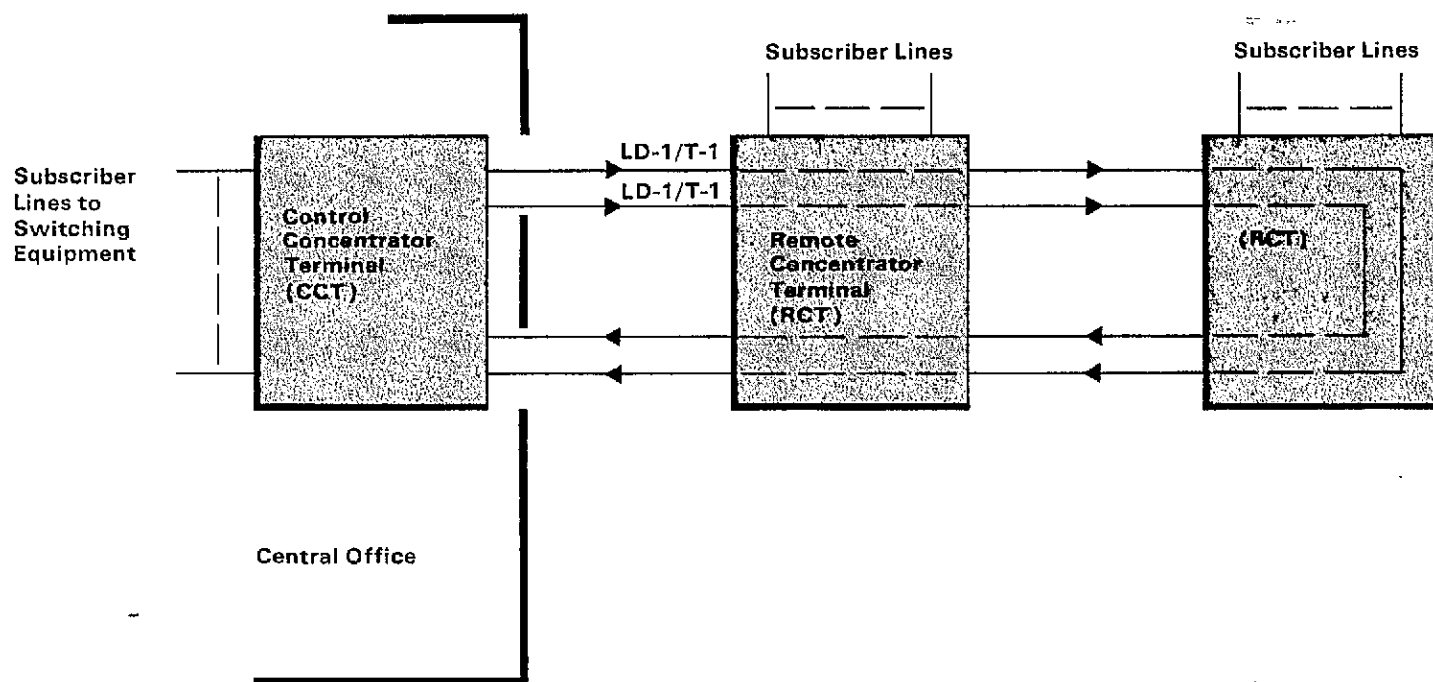 Subscriber Lines
Subscriber Lines
LD-1/T-1
LD-1/T-1
Subscriber
Lines to
Switching
Equipment
Control
Concentrator
Terminal
(CCT)
Remote
Concentrator
Terminal
(RCT)
(RCT)
Central Office